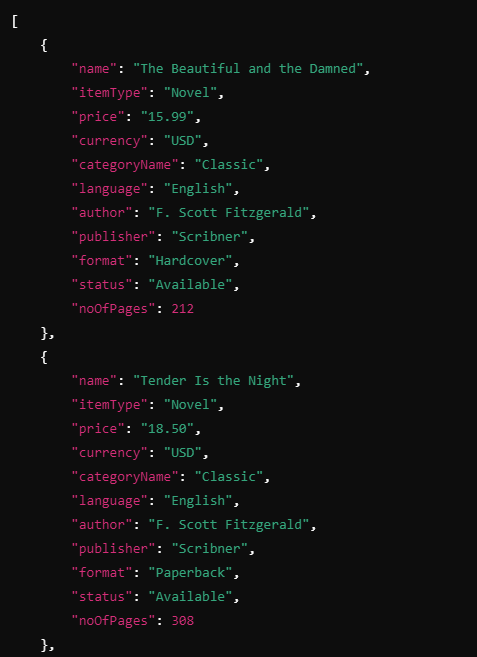 [
    {
        "name": "The Beautiful and the Damned",
        "itemType": "Novel",
        "price": "15.99",
        "currency": "USD",
        "categoryName": "Classic",
        "language": "English",
        "author": "F. Scott Fitzgerald",
        "publisher": "Scribner",
        "format": "Hardcover",
        "status": "Available",
        "noOfPages": 212
    },
    {
        "name": "Tender Is the Night",
        "itemType": "Novel",
        "price": "18.50",
        "currency": "USD",
        "categoryName": "Classic",
        "language": "English",
        "author": "F. Scott Fitzgerald",
        "publisher": "Scribner",
        "format": "Paperback",
        "status": "Available",
        "noOfPages": 308
    },